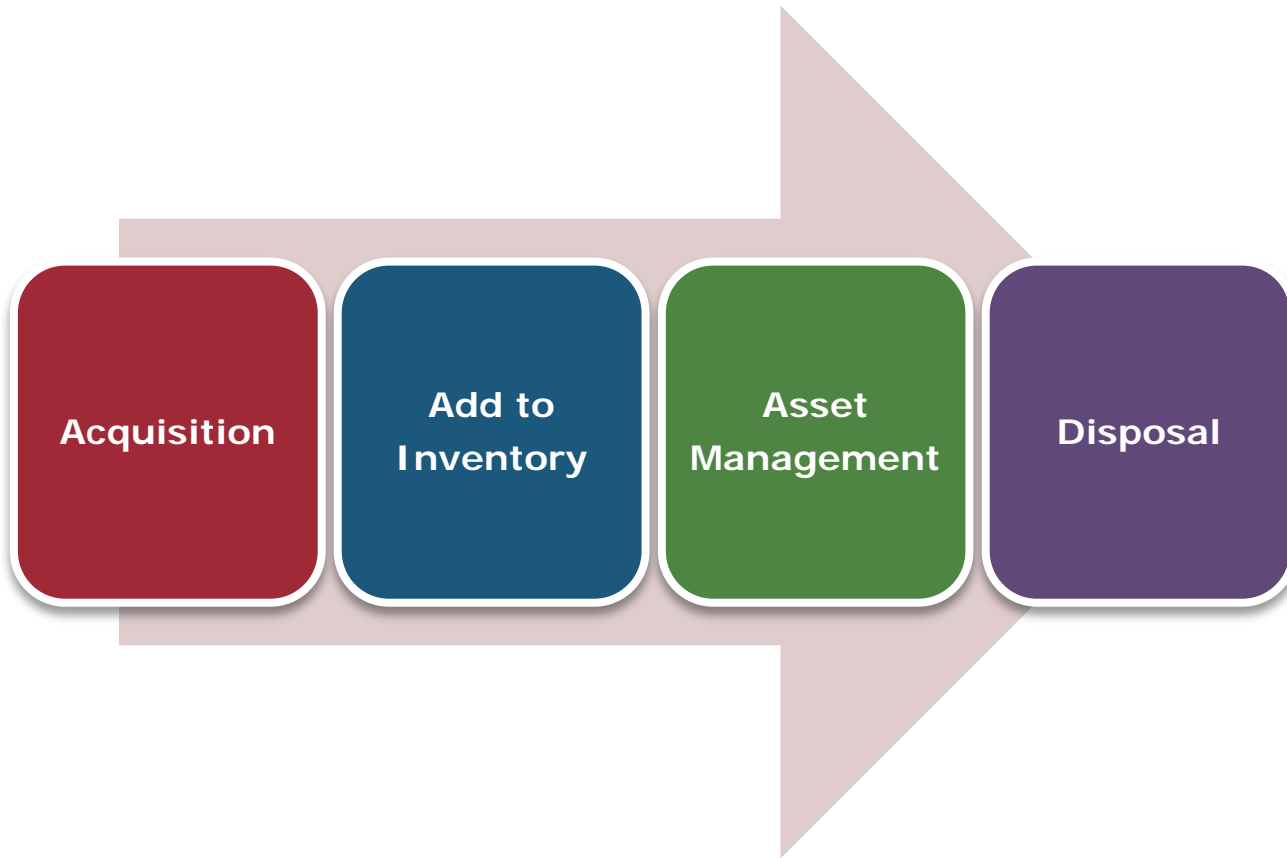 Acquisition
Add to
Inventory
Asset
Management
Disposal